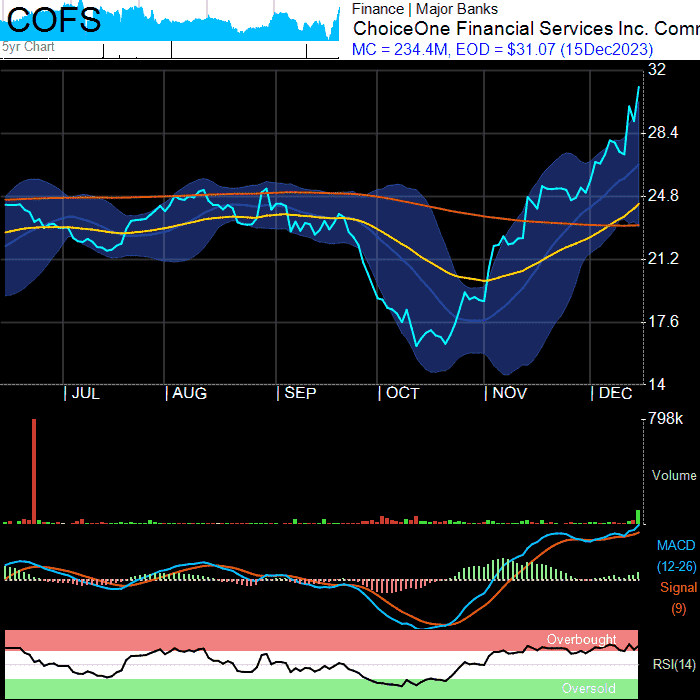 COFS
5yr Chart
Finance | Major Banks
ChoiceOne Financial Services Inc. Comm
MC = 234.4M, EOD = $31.07 (15Dec2023)
32
28.4
24.8
21.2
17.6
14
JUL AUG SEP OCT NOV DEC
798k
Volume
MACD
(12-26)
Signal
(9)
Overbought
RSI(14)
Oversold